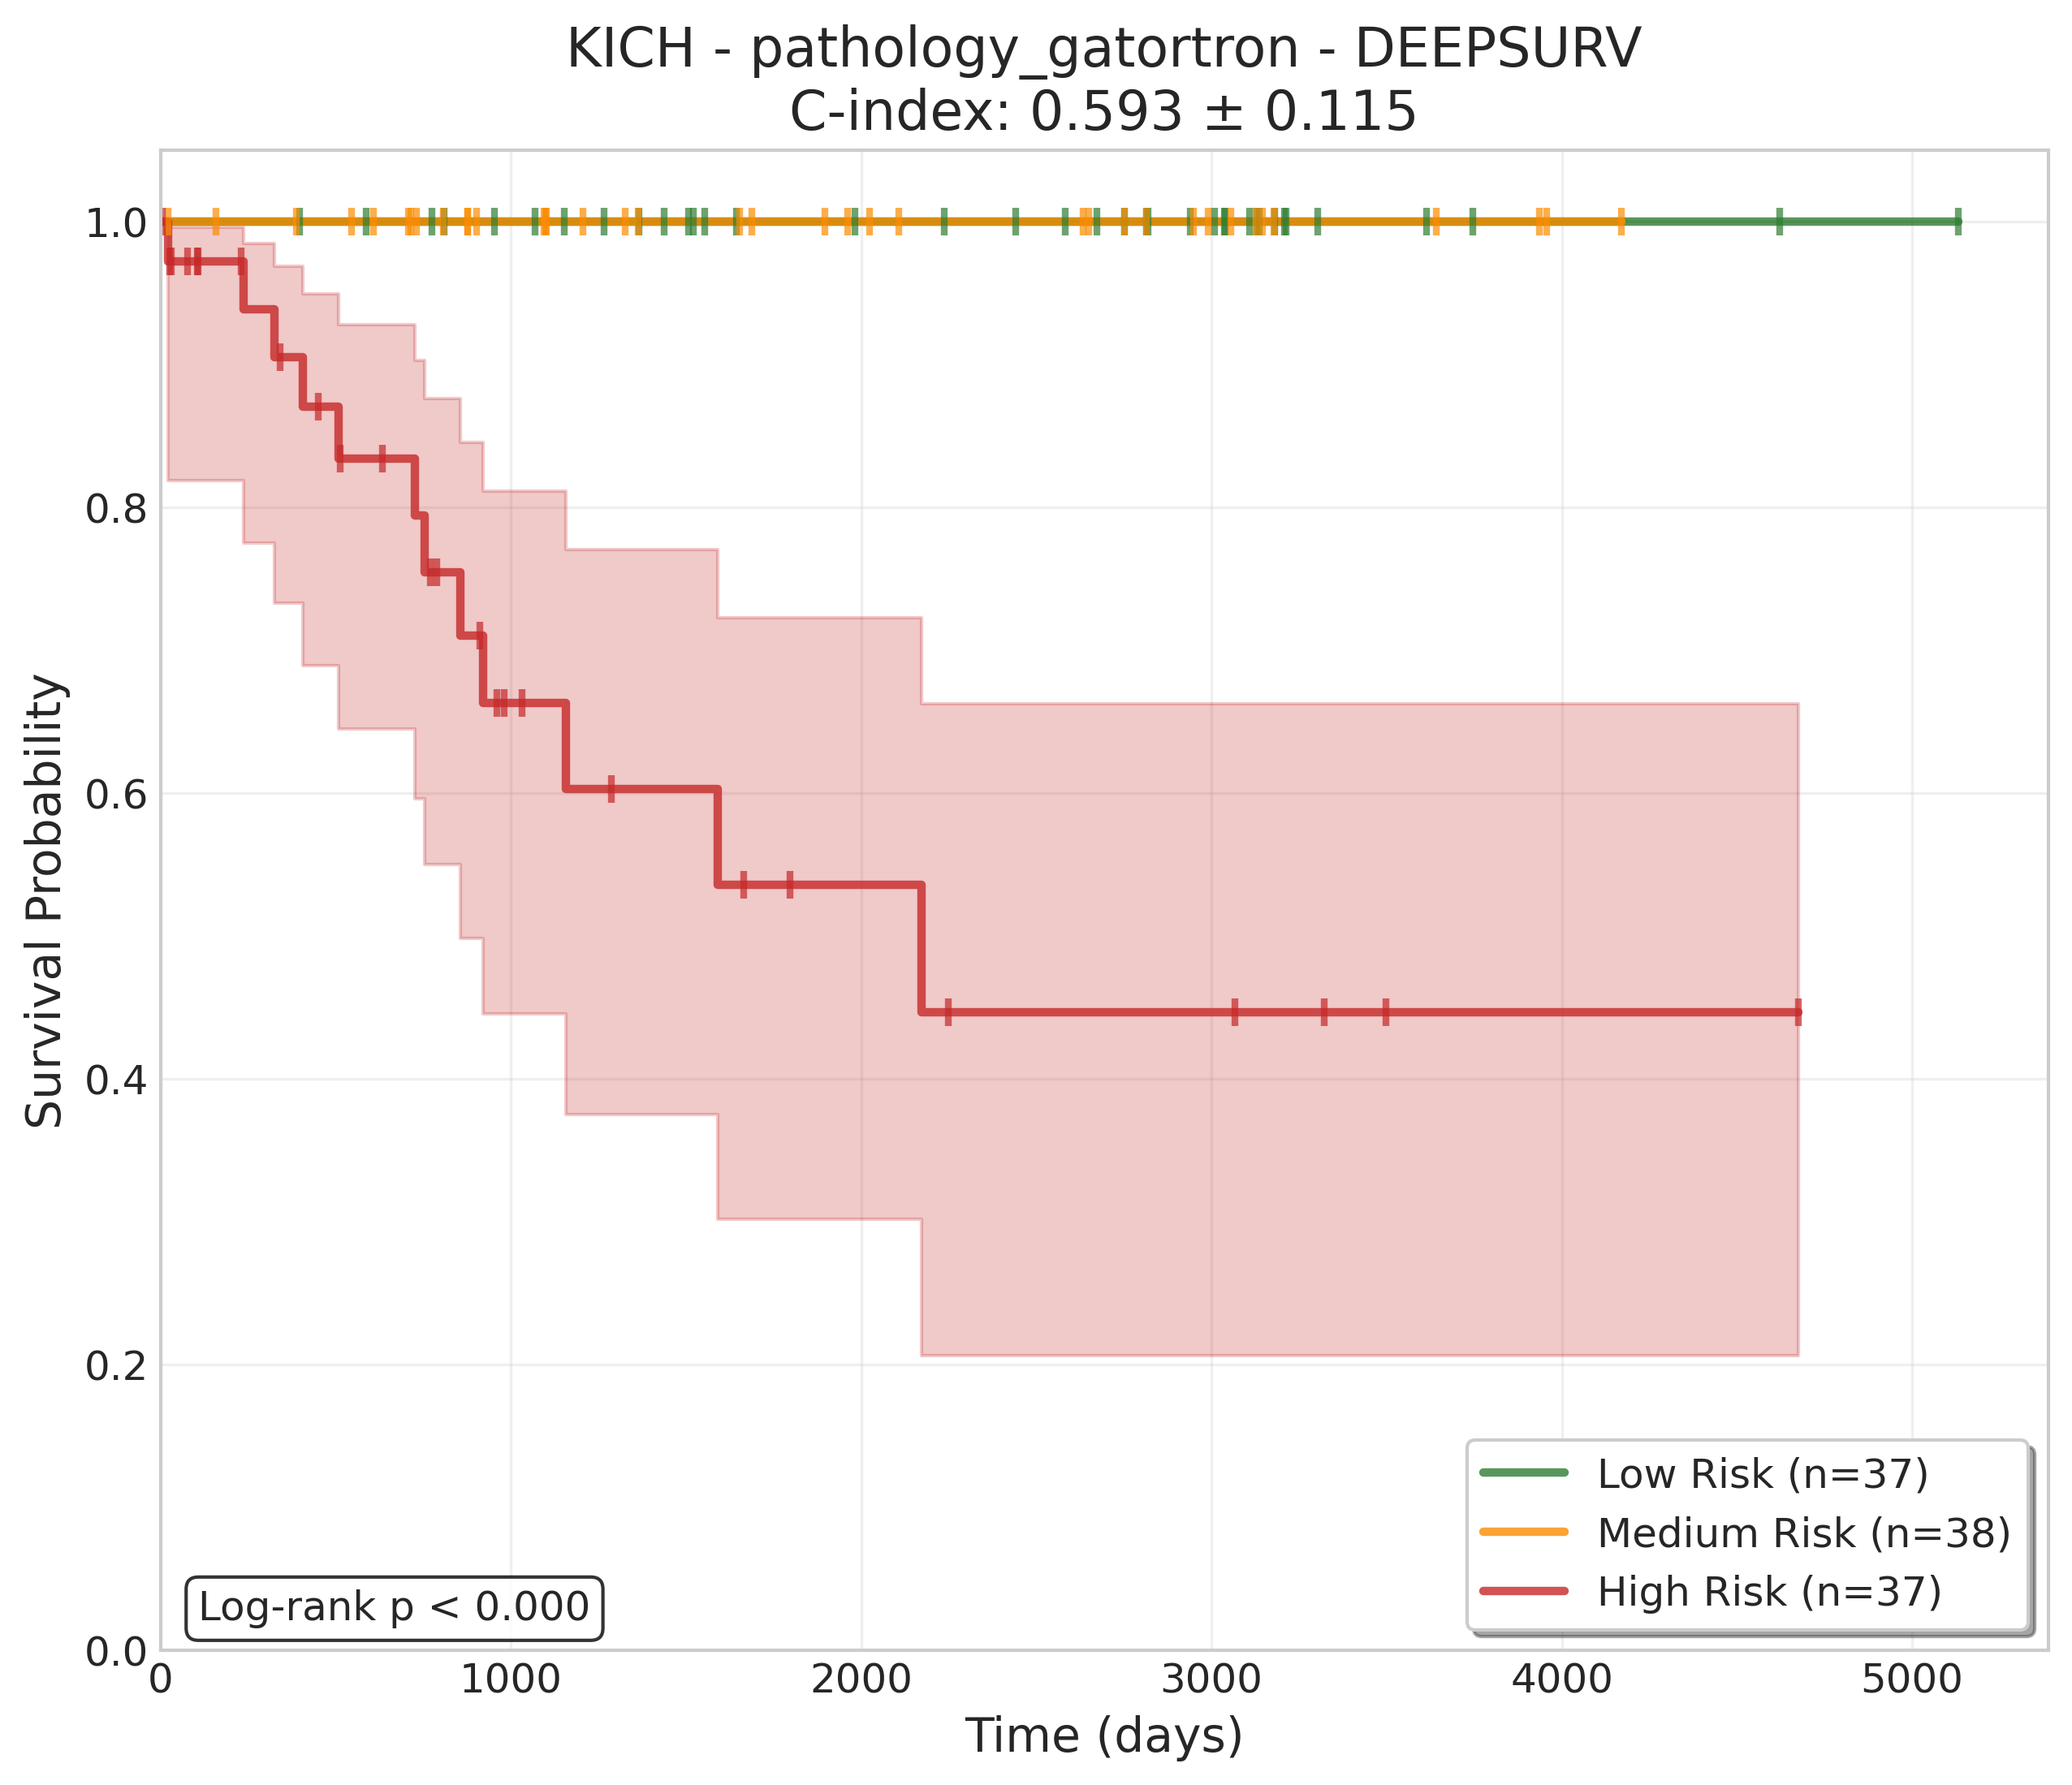 KICH - pathology_gatortron - DEEPSURV
C-index: 0.593 ± 0.115
Survival Probability
1.0
0.8
0.6
0.4
0.2
0.0
0 1000 2000 3000 4000 5000
Time (days)
Log-rank p < 0.000
Low Risk (n=37)
Medium Risk (n=38)
High Risk (n=37)